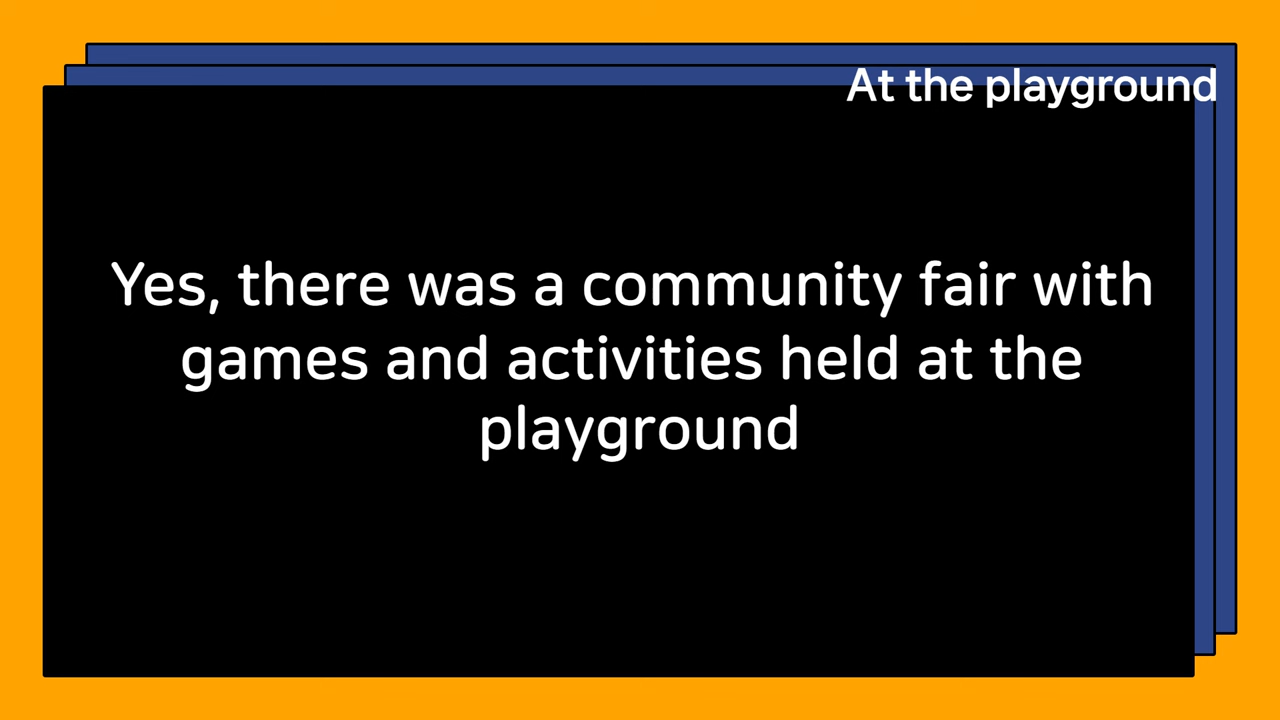 At the playground
Yes, there was a community fair with
games and activities held at the
playground